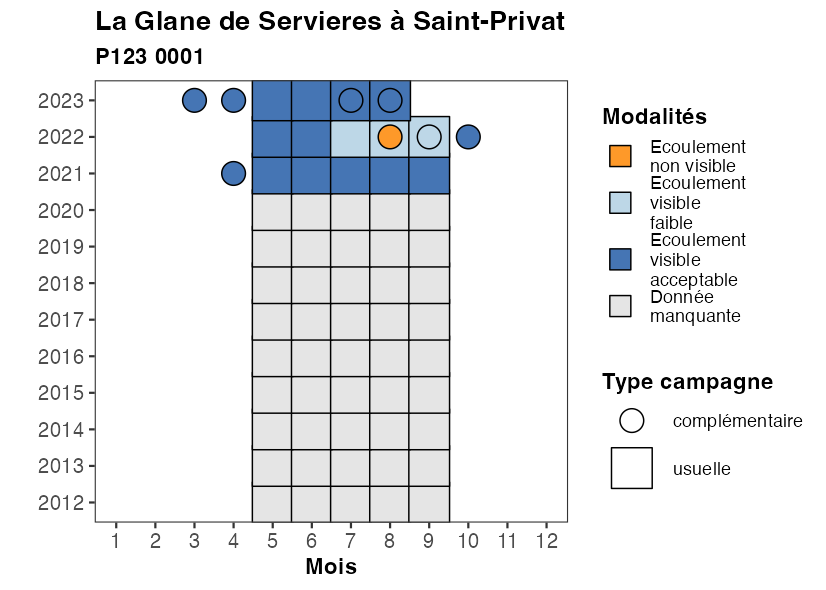 La Glane de Servieres à Saint-Privat
P123 0001
2023
2022
2021
2020
2019
2018
2017
2016
2015
2014
2013
2012
1 2 3 4 5 6 7 8 9 10 11 12
Mois
Modalités
Ecoulement
non visible
Ecoulement
visible
faible
Ecoulement
visible
acceptable
Donnée
manquante
Type campagne
complémentaire
usuelle